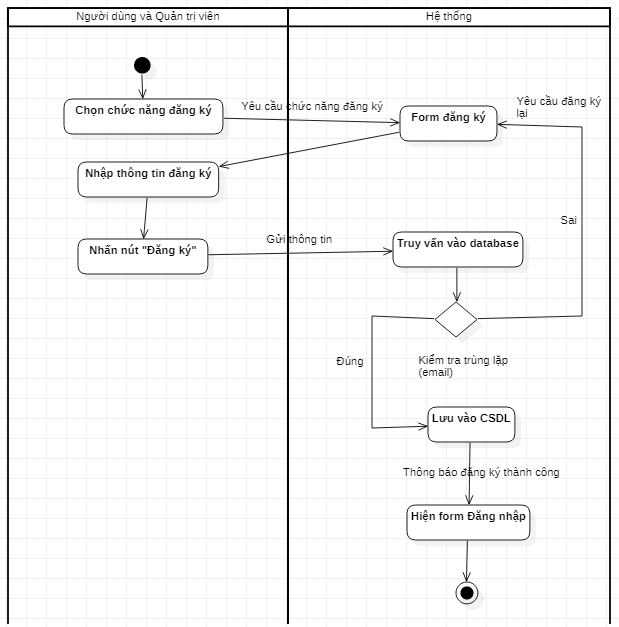 Người dùng và Quản trị viên
Hệ thống
Chọn chức năng đăng ký
Yêu cầu chức năng đăng ký
Form đăng ký
Yêu cầu đăng ký
lại
Nhập thông tin đăng ký
Sai
Nhấn nút "Đăng ký"
Gửi thông tin
Truy vấn vào database
Đúng
Kiểm tra trùng lặp
(email)
Lưu vào CSDL
Thông báo đăng ký thành công
Hiện form Đăng nhập